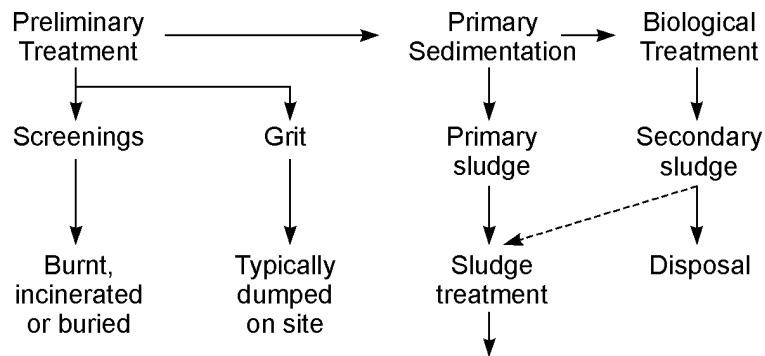 Preliminary
Treatment
Primary
Sedimentation
Biological
Treatment
Screenings
Grit
Primary
sludge
Secondary
sludge
Burnt,
incinerated
or buried
Typically
dumped
on site
Sludge
treatment
Disposal